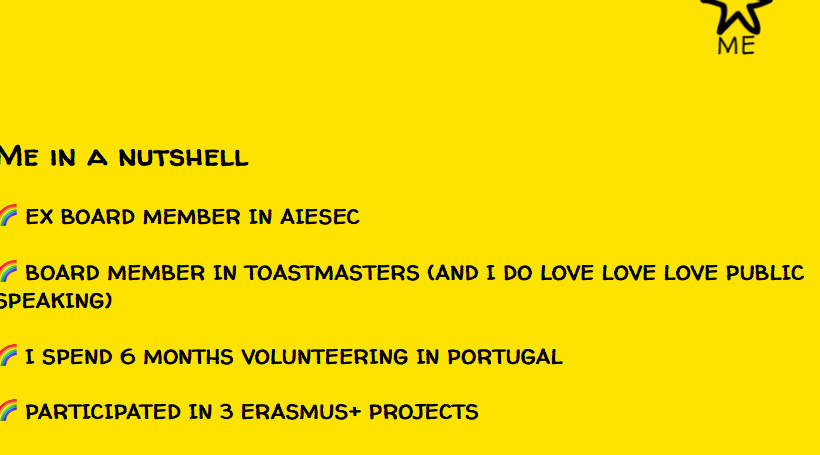 ME
Me in a nutshell
🌈 EX BOARD MEMBER IN AIESEC
🌈 BOARD MEMBER IN TOASTMASTERS (AND I DO LOVE LOVE LOVE PUBLIC
SPEAKING)
🌈 I SPEND 6 MONTHS VOLUNTEERING IN PORTUGAL
🌈 PARTICIPATED IN 3 ERASMUS+ PROJECTS